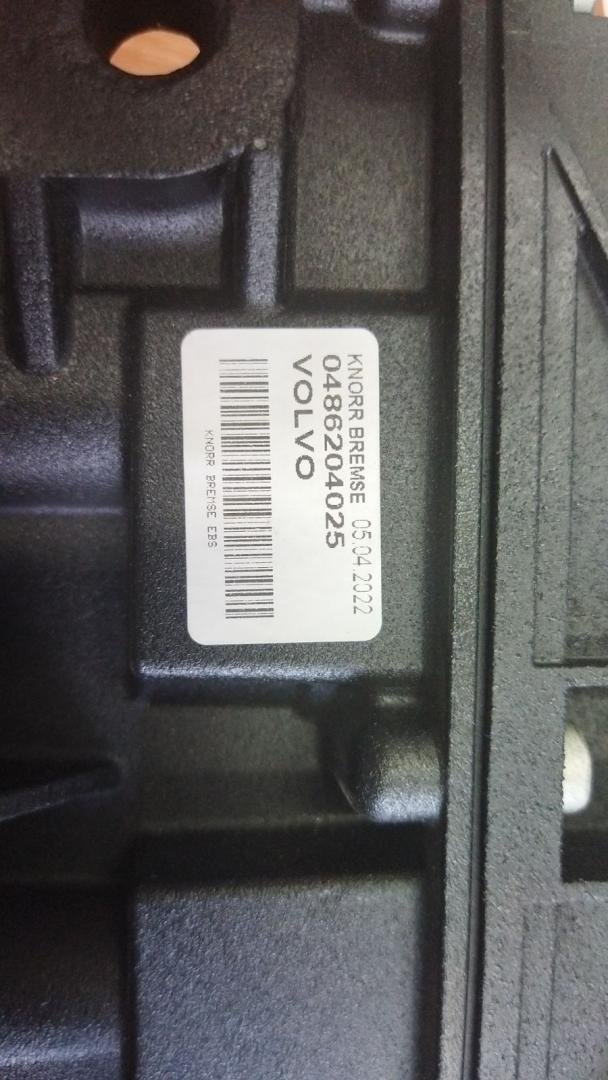 KNORR BREMSE 05.04.2022
0486204025
VOLVO
KNORR BREMSE EBS